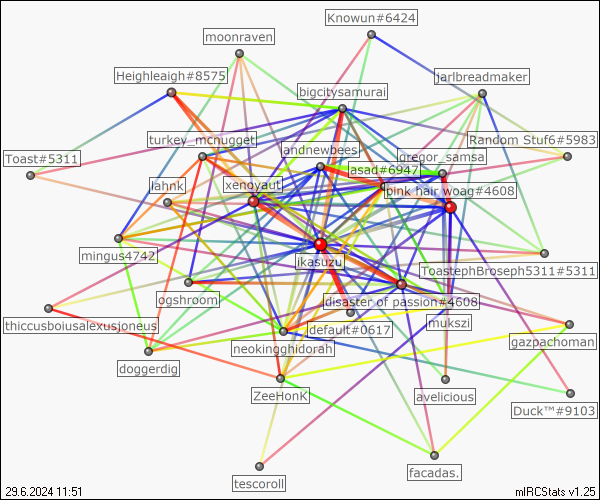 Knowun#6424
moonraven
Heighleaigh#8575
jarlbreadmaker
bigcitysamurai
turkey_mcnugget
Random Stuf6#5983
landnewbees
gregor_samsa
Toast#5311
asad#6947
lahnk
xenoyaut
pink hair woag#4608
mingus4742
ikasuzu
ToastephBroseph5311#5311
ogshroom
disaster of passion#4608
thiccusboiusalexusjoneus
default#0617
mukszi
neokingghidorah
gazpachoman
doggerdig
ZeeHonK
avelicious
Duck™#9103
facadas.
tescoroll
29.6.2024 11:51
mIRCStats v1.25